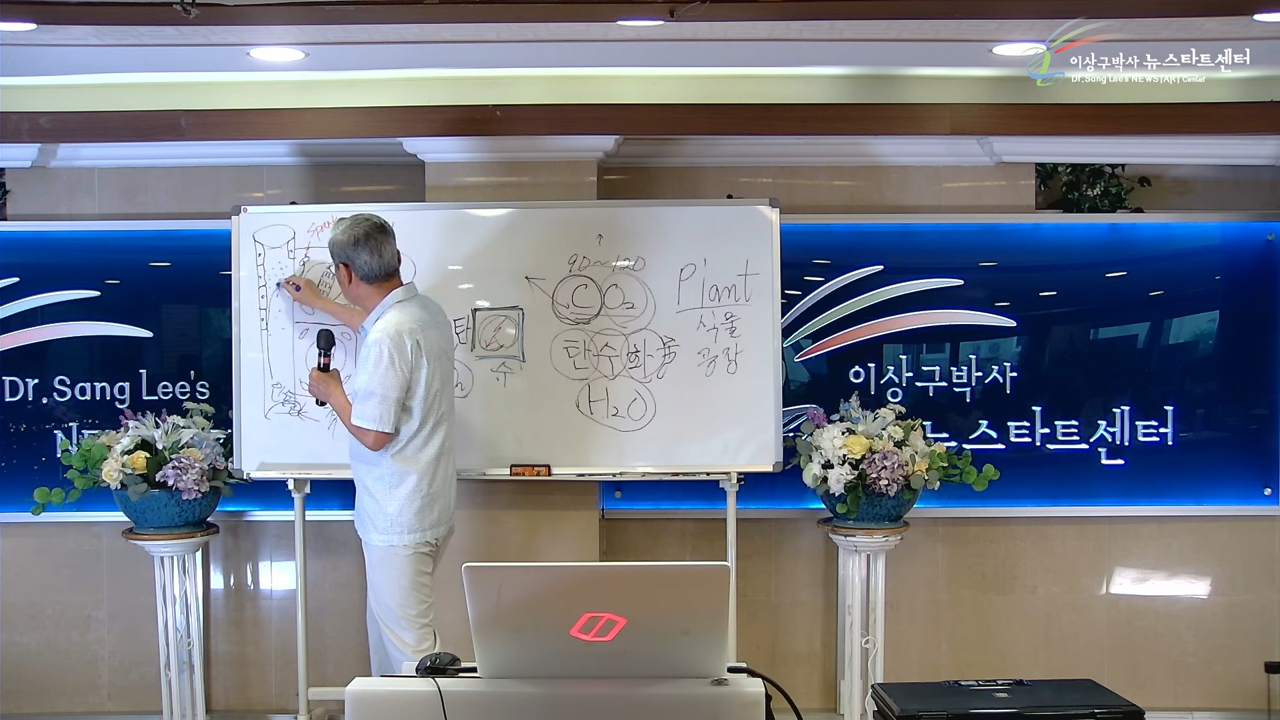 이상구박사 뉴스타트센터
Dr.Sang Lee's NEWSTART Center
90~120
C O₂
탄수화물
H₂O
Plant
식물
공장
탄
수
Dr.Sang Lee's
이상구박사
뉴스타트센터